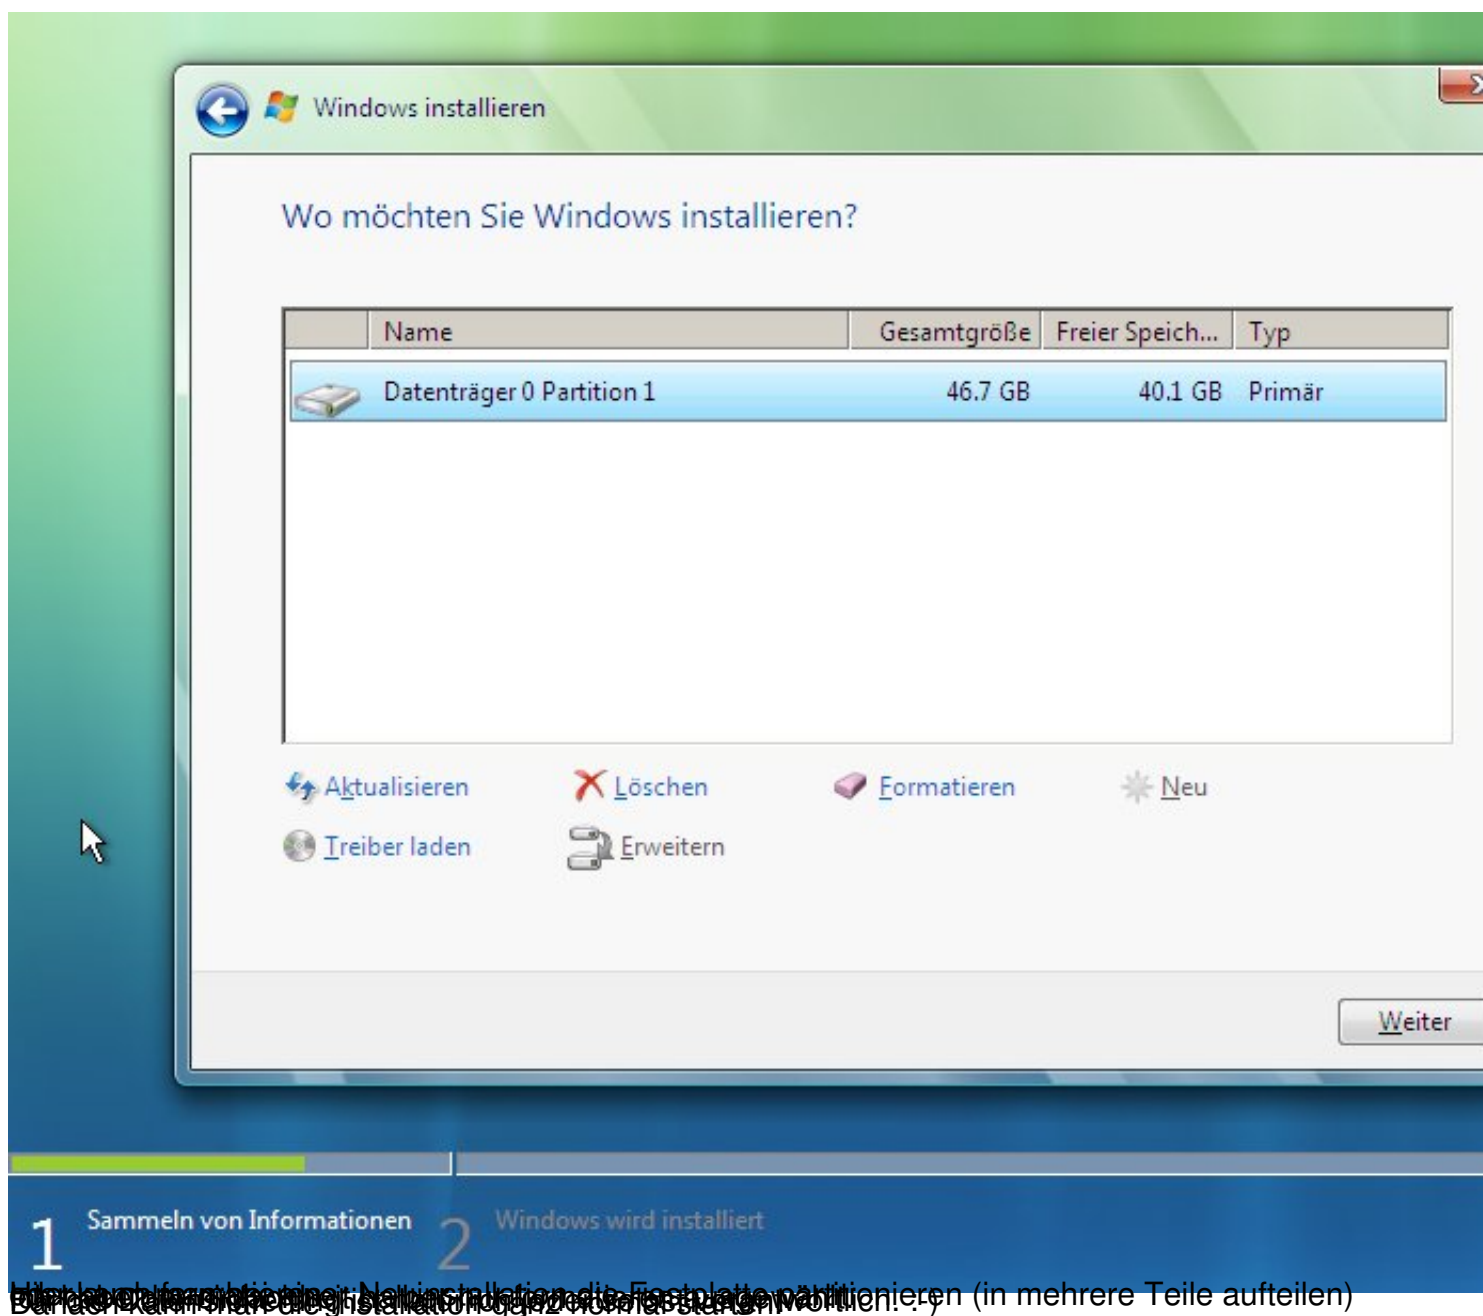 Windows installieren
Wo möchten Sie Windows installieren?
Name Gesamtgröße Freier Speich... Typ
Datenträger 0 Partition 1 46.7 GB 40.1 GB Primär
Aktualisieren Löschen Formatieren Neu
Treiber laden Erweitern
Weiter
1 Sammeln von Informationen 2 Windows wird installiert
(in mehrere Teile aufteilen)